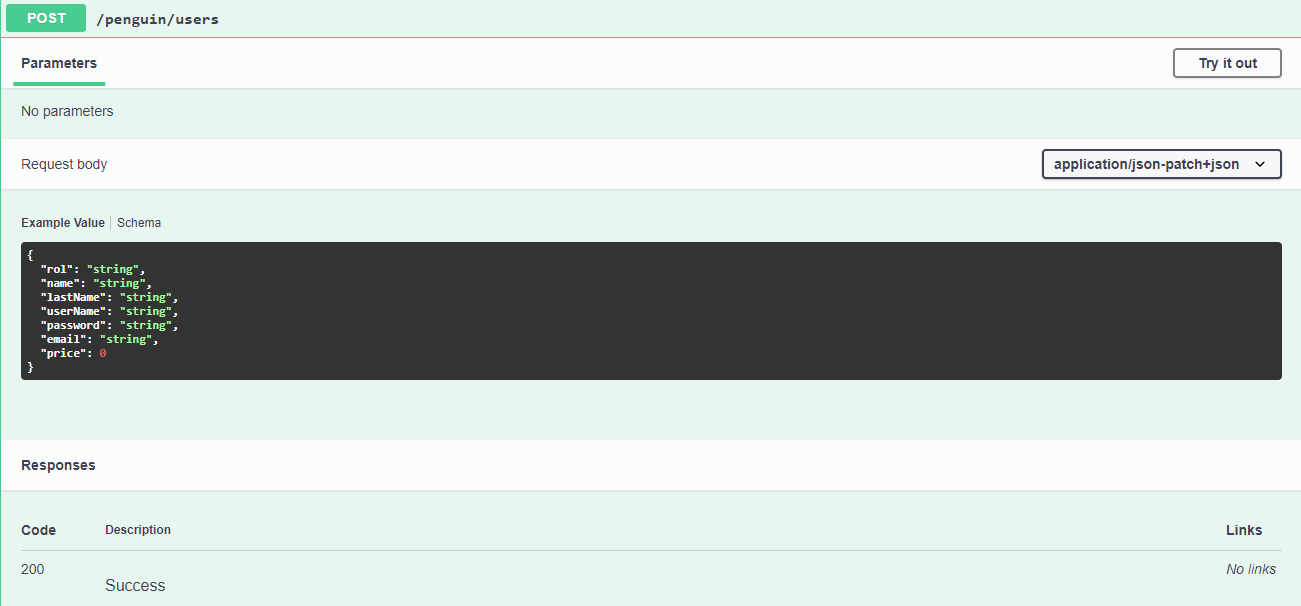 POST /penguin/users
Parameters Try it out
No parameters
Request body application/json-patch+json
Example Value Schema
{
  "rol": "string",
  "name": "string",
  "lastName": "string",
  "userName": "string",
  "password": "string",
  "email": "string",
  "price": 0
}
Responses
Code Description Links
200 No links
Success